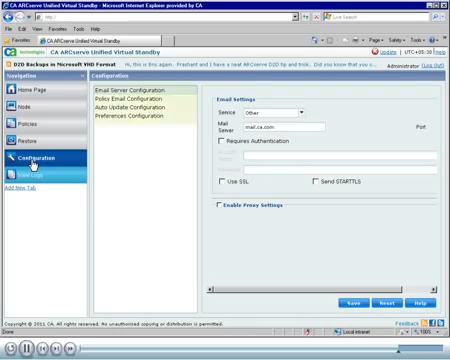 CA ARCserve Unified Virtual Standby - Microsoft Internet Explorer provided by CA
http://
Live Search
File Edit View Favorites Tools Help
Favorites CA ARCserve Unified Virtual Standby
Page Safety Tools
ca technologies CA ARCserve Unified Virtual Standby
Update | UTC+05:30 | Help
D2D Backups in Microsoft VHD Format Hi, this is Eric again. Prashant and I have a neat ARCserve D2D tip and trick. Did you know that c...
Administrator (Log Out)
Navigation
Configuration
Home Page
Node
Policies
Restore
Configuration
View Logs
Add New Tab
Email Server Configuration
Policy Email Configuration
Auto Update Configuration
Preferences Configuration
Email Settings
Service Other
Mail Server mail.ca.com Port
Requires Authentication
Use SSL Send STARTTLS
Enable Proxy Settings
Save Reset Help
Copyright © 2011 CA. All rights reserved. No unauthorized copying or distribution is permitted.
Feedback
Done
Local intranet